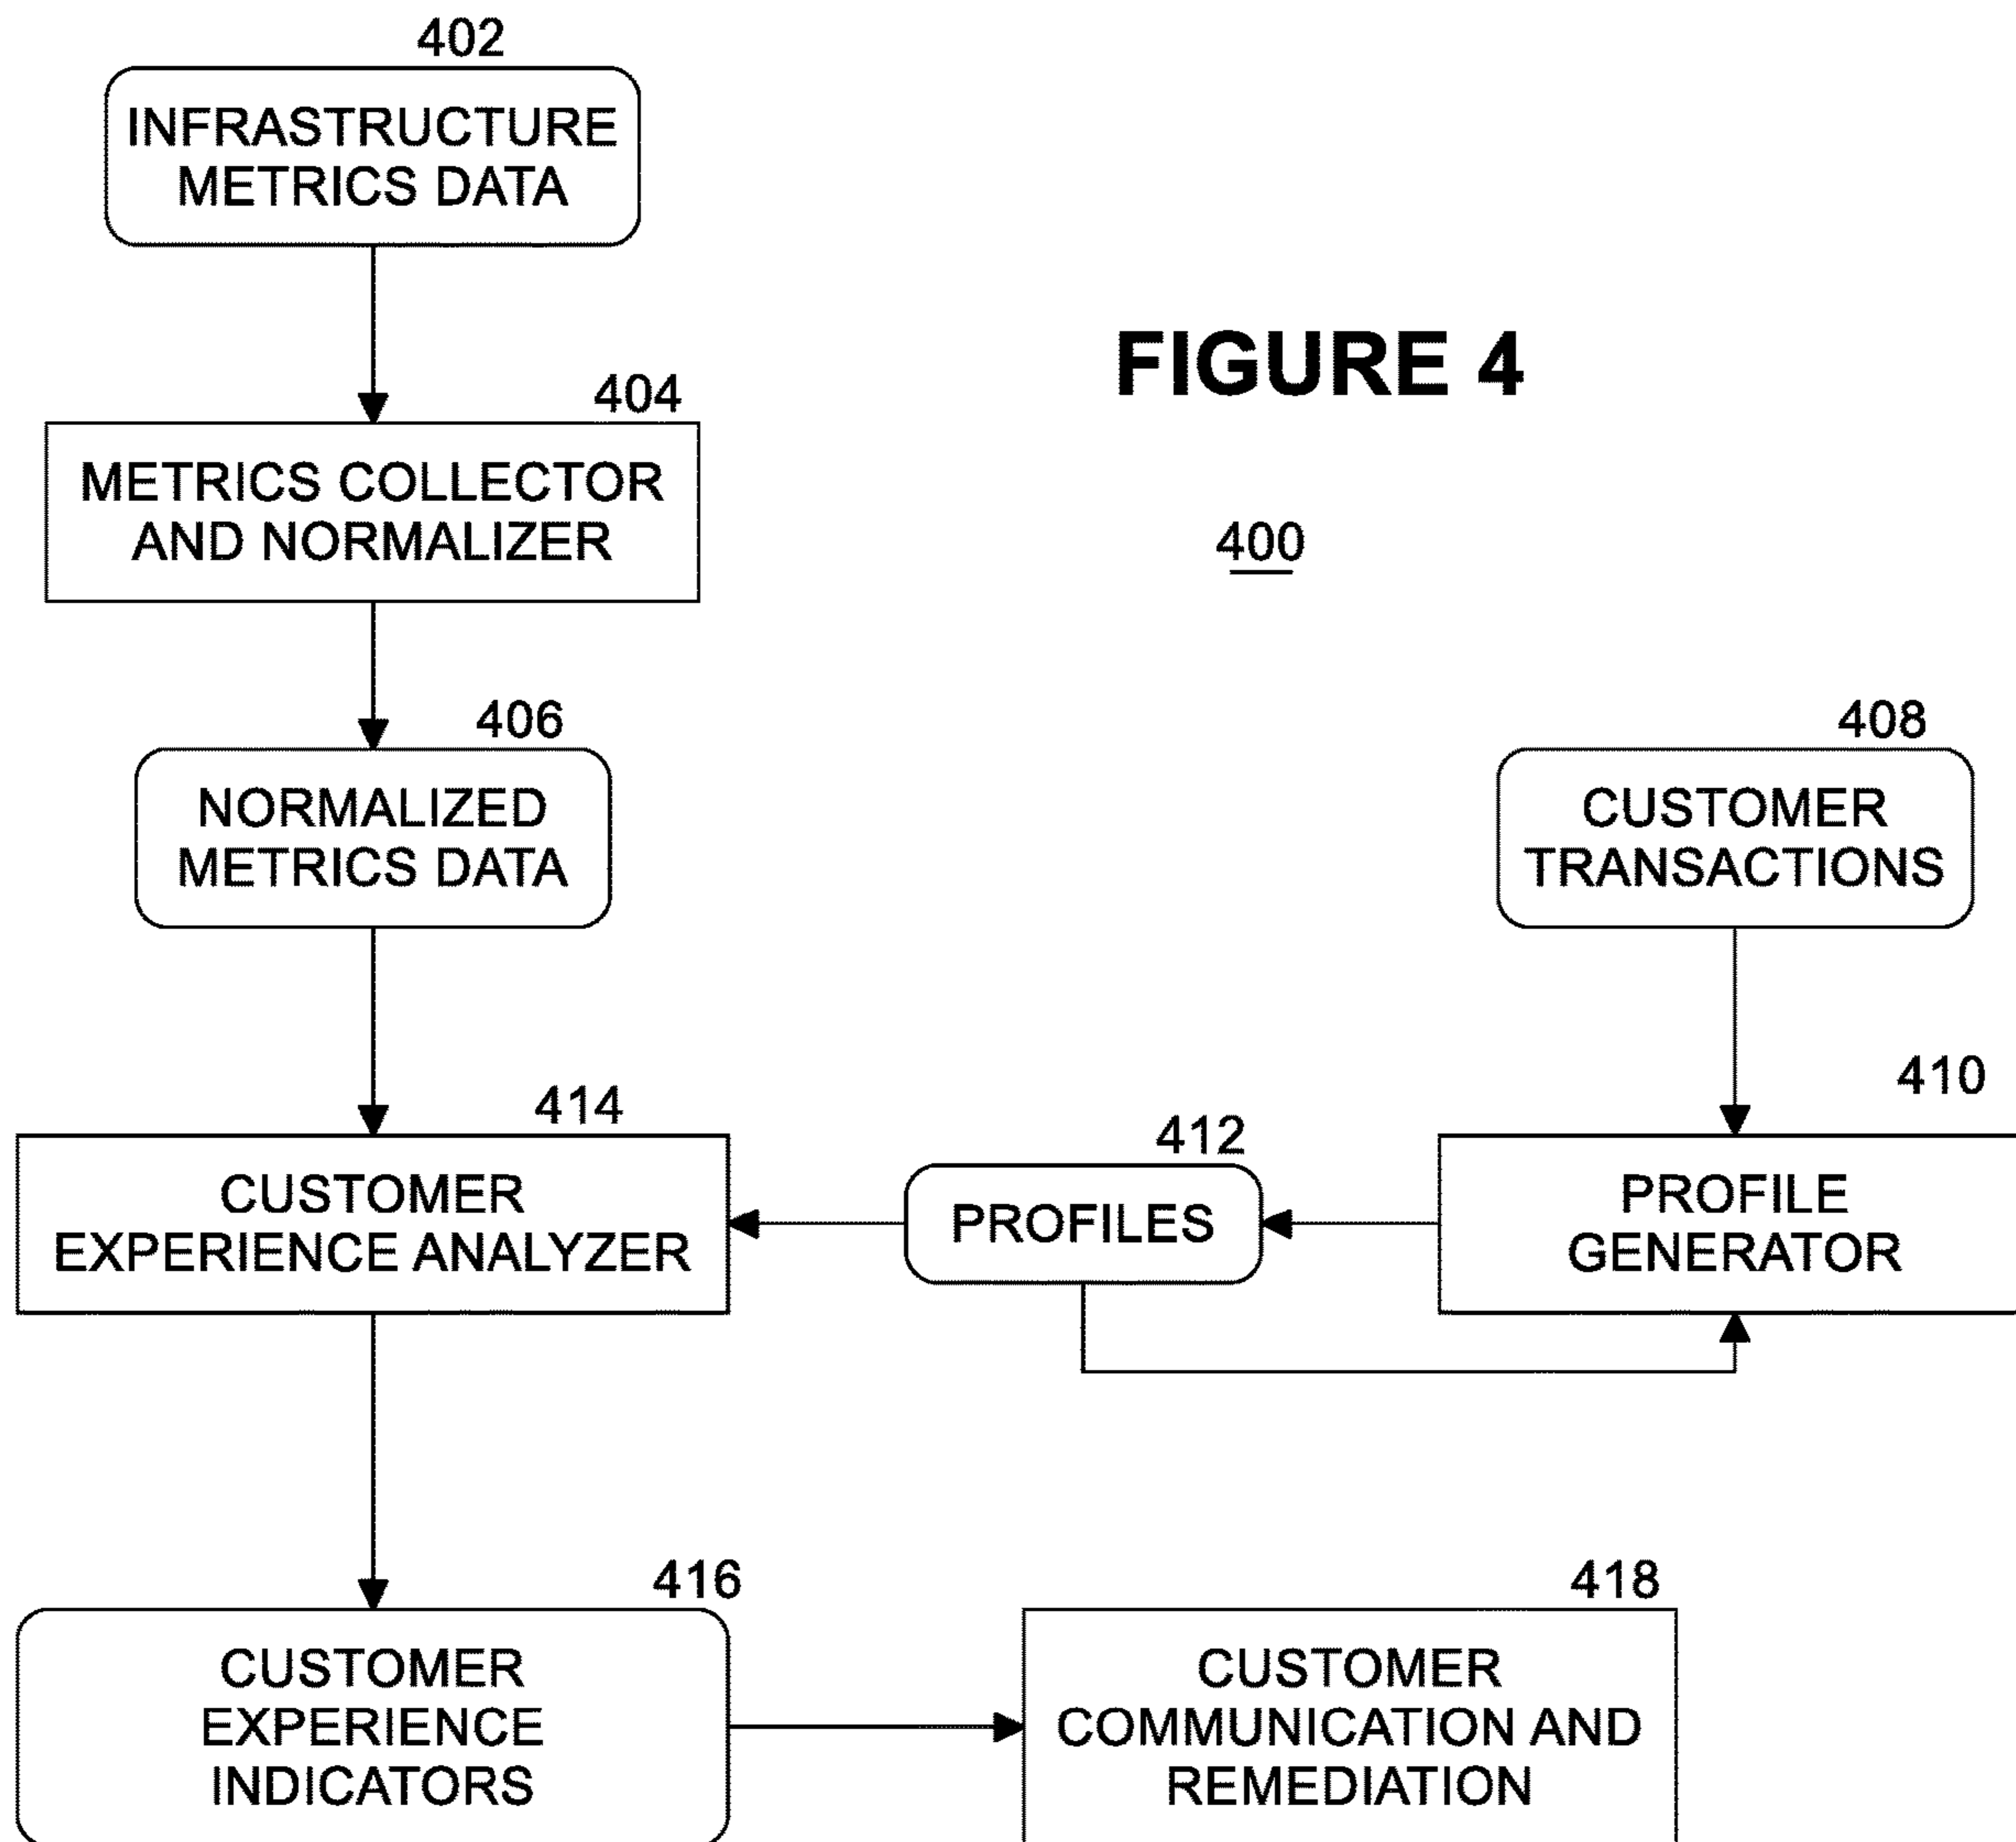 402
INFRASTRUCTURE
METRICS DATA
FIGURE 4
400
404
METRICS COLLECTOR
AND NORMALIZER
406
NORMALIZED
METRICS DATA
408
CUSTOMER
TRANSACTIONS
414
CUSTOMER
EXPERIENCE ANALYZER
412
PROFILES
410
PROFILE
GENERATOR
416
CUSTOMER
EXPERIENCE
INDICATORS
418
CUSTOMER
COMMUNICATION AND
REMEDIATION